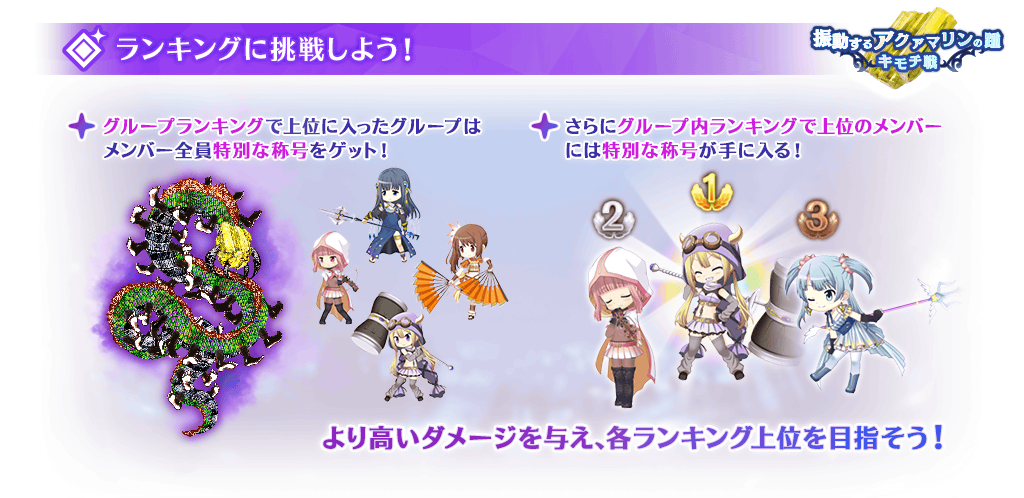 ランキングに挑戦しよう!
振動するアクアマリンの謎
キモチ戦
グループランキングで上位に入ったグループは
メンバー全員特別な称号をゲット!
さらにグループ内ランキングで上位のメンバー
には特別な称号が手に入る!
1
2
3
より高いダメージを与え、各ランキング上位を目指そう!